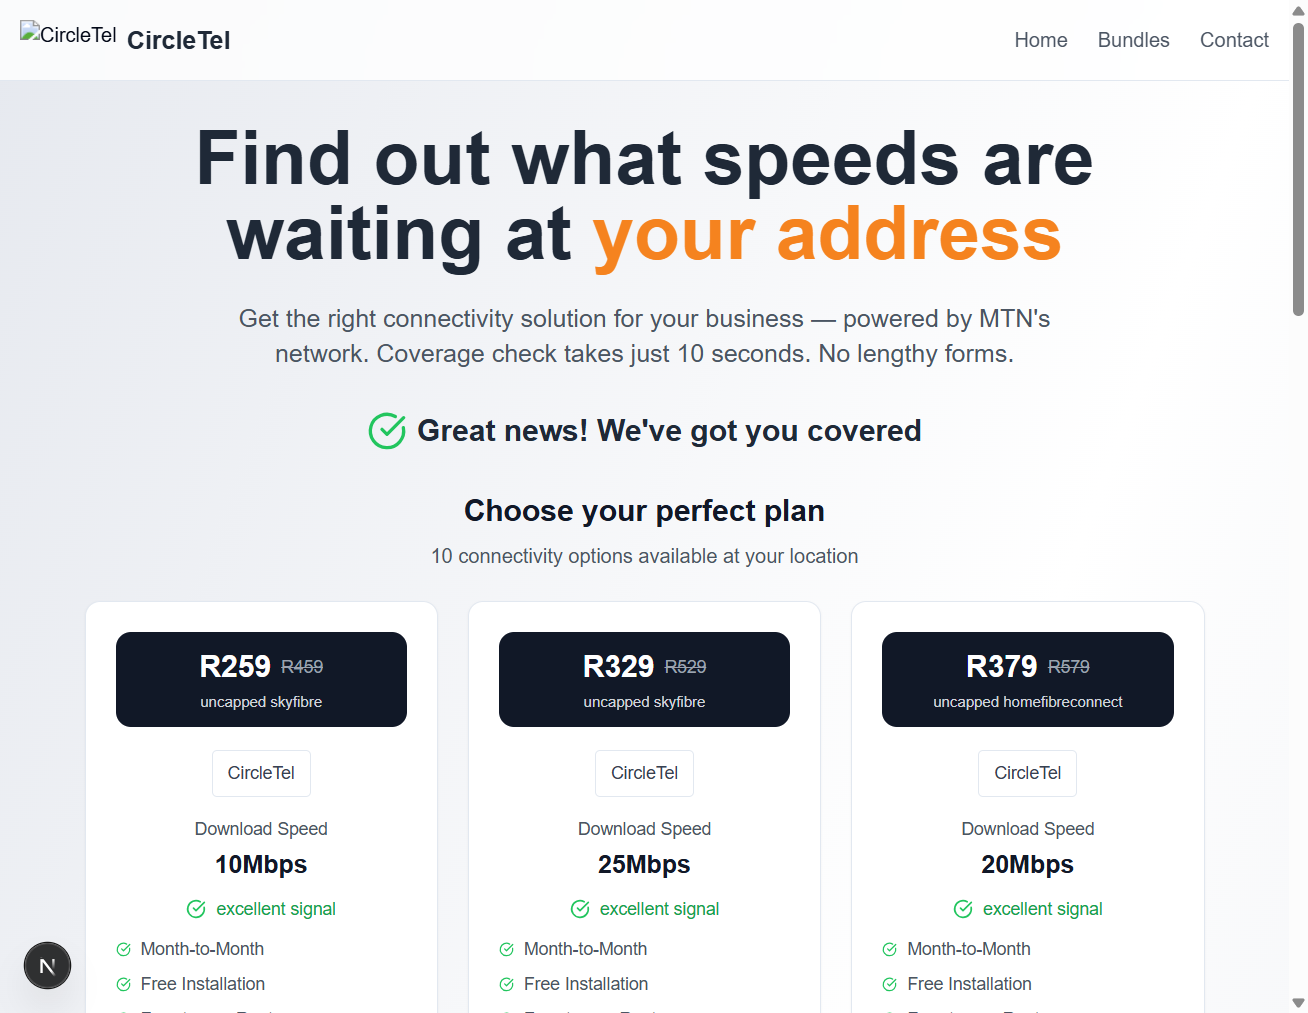 CircleTel CircleTel Home Bundles Contact
Find out what speeds are
waiting at your address
Get the right connectivity solution for your business — powered by MTN's
network. Coverage check takes just 10 seconds. No lengthy forms.
Great news! We've got you covered
Choose your perfect plan
10 connectivity options available at your location
R259 R459
uncapped skyfibre
CircleTel
Download Speed
10Mbps
excellent signal
Month-to-Month
Free Installation
R329 R529
uncapped skyfibre
CircleTel
Download Speed
25Mbps
excellent signal
Month-to-Month
Free Installation
R379 R579
uncapped homefibreconnect
CircleTel
Download Speed
20Mbps
excellent signal
Month-to-Month
Free Installation
N